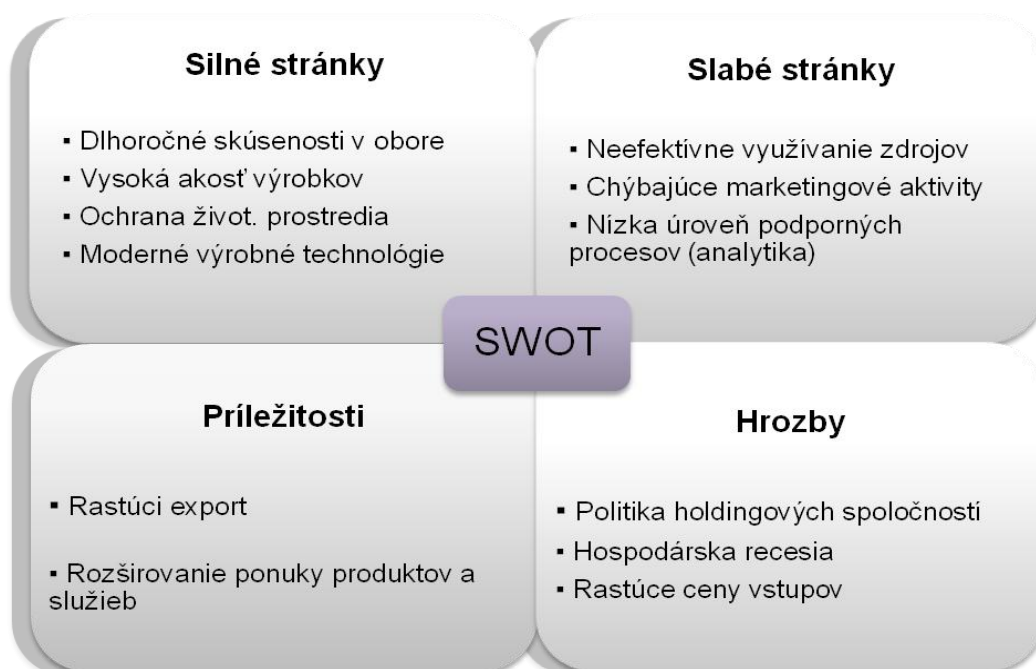 Silné stránky
▪ Dlhoročné skúsenosti v obore
▪ Vysoká akosť výrobkov
▪ Ochrana život. prostredia
▪ Moderné výrobné technológie
Slabé stránky
▪ Neefektívne využívanie zdrojov
▪ Chýbajúce marketingové aktivity
▪ Nízka úroveň podporných
procesov (analytika)
SWOT
Príležitosti
▪ Rastúci export
▪ Rozširovanie ponuky produktov a
služieb
Hrozby
▪ Politika holdingových spoločností
▪ Hospodárska recesia
▪ Rastúce ceny vstupov